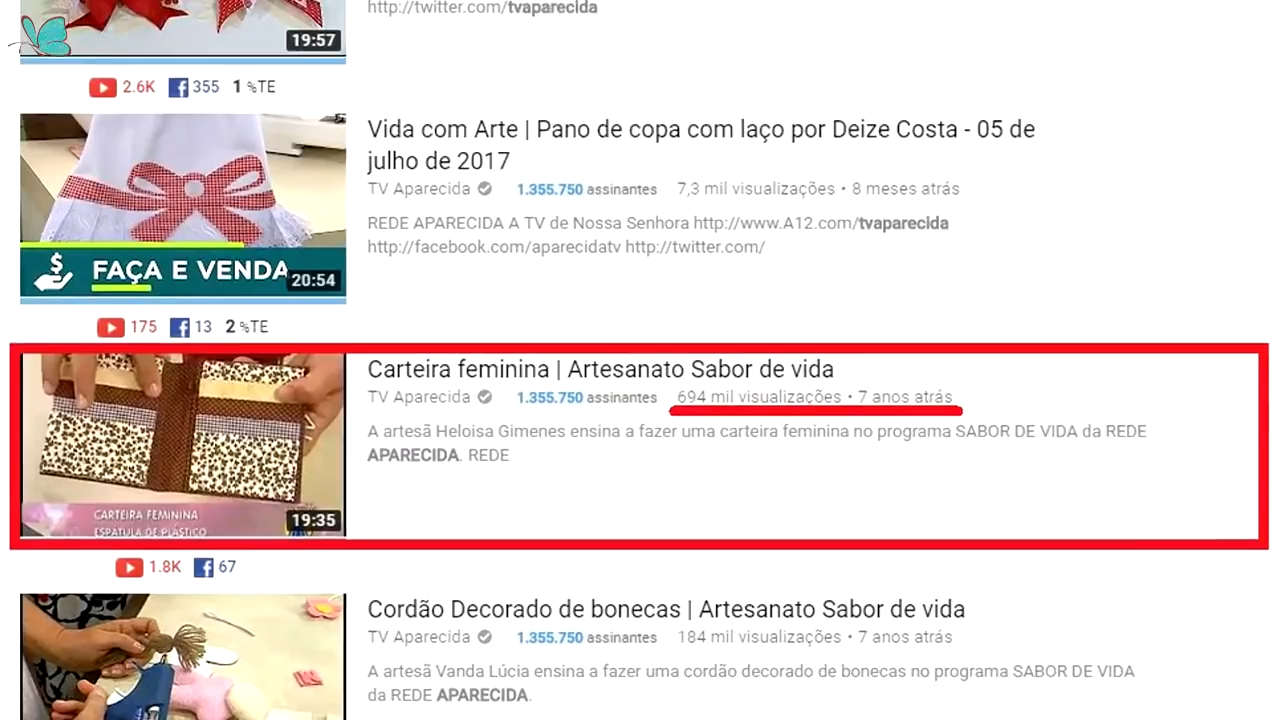 http://twitter.com/tvaparecida
19:57
2.6K 355 1 %TE
Vida com Arte | Pano de copa com laço por Deize Costa - 05 de
julho de 2017
TV Aparecida 1.355.750 assinantes 7,3 mil visualizações • 8 meses atrás
REDE APARECIDA A TV de Nossa Senhora http://www.A12.com/tvaparecida
http://facebook.com/aparecidatv http://twitter.com/
$ FAÇA E VENDA
20:54
175 13 2 %TE
Carteira feminina | Artesanato Sabor de vida
TV Aparecida 1.355.750 assinantes 694 mil visualizações • 7 anos atrás
A artesã Heloisa Gimenes ensina a fazer uma carteira feminina no programa SABOR DE VIDA da REDE
APARECIDA. REDE
CARTEIRA FEMININA
ESPÁTULA DE PLÁSTICO
19:35
1.8K 67
Cordão Decorado de bonecas | Artesanato Sabor de vida
TV Aparecida 1.355.750 assinantes 184 mil visualizações • 7 anos atrás
A artesã Vanda Lúcia ensina a fazer uma cordão decorado de bonecas no programa SABOR DE VIDA
da REDE APARECIDA.